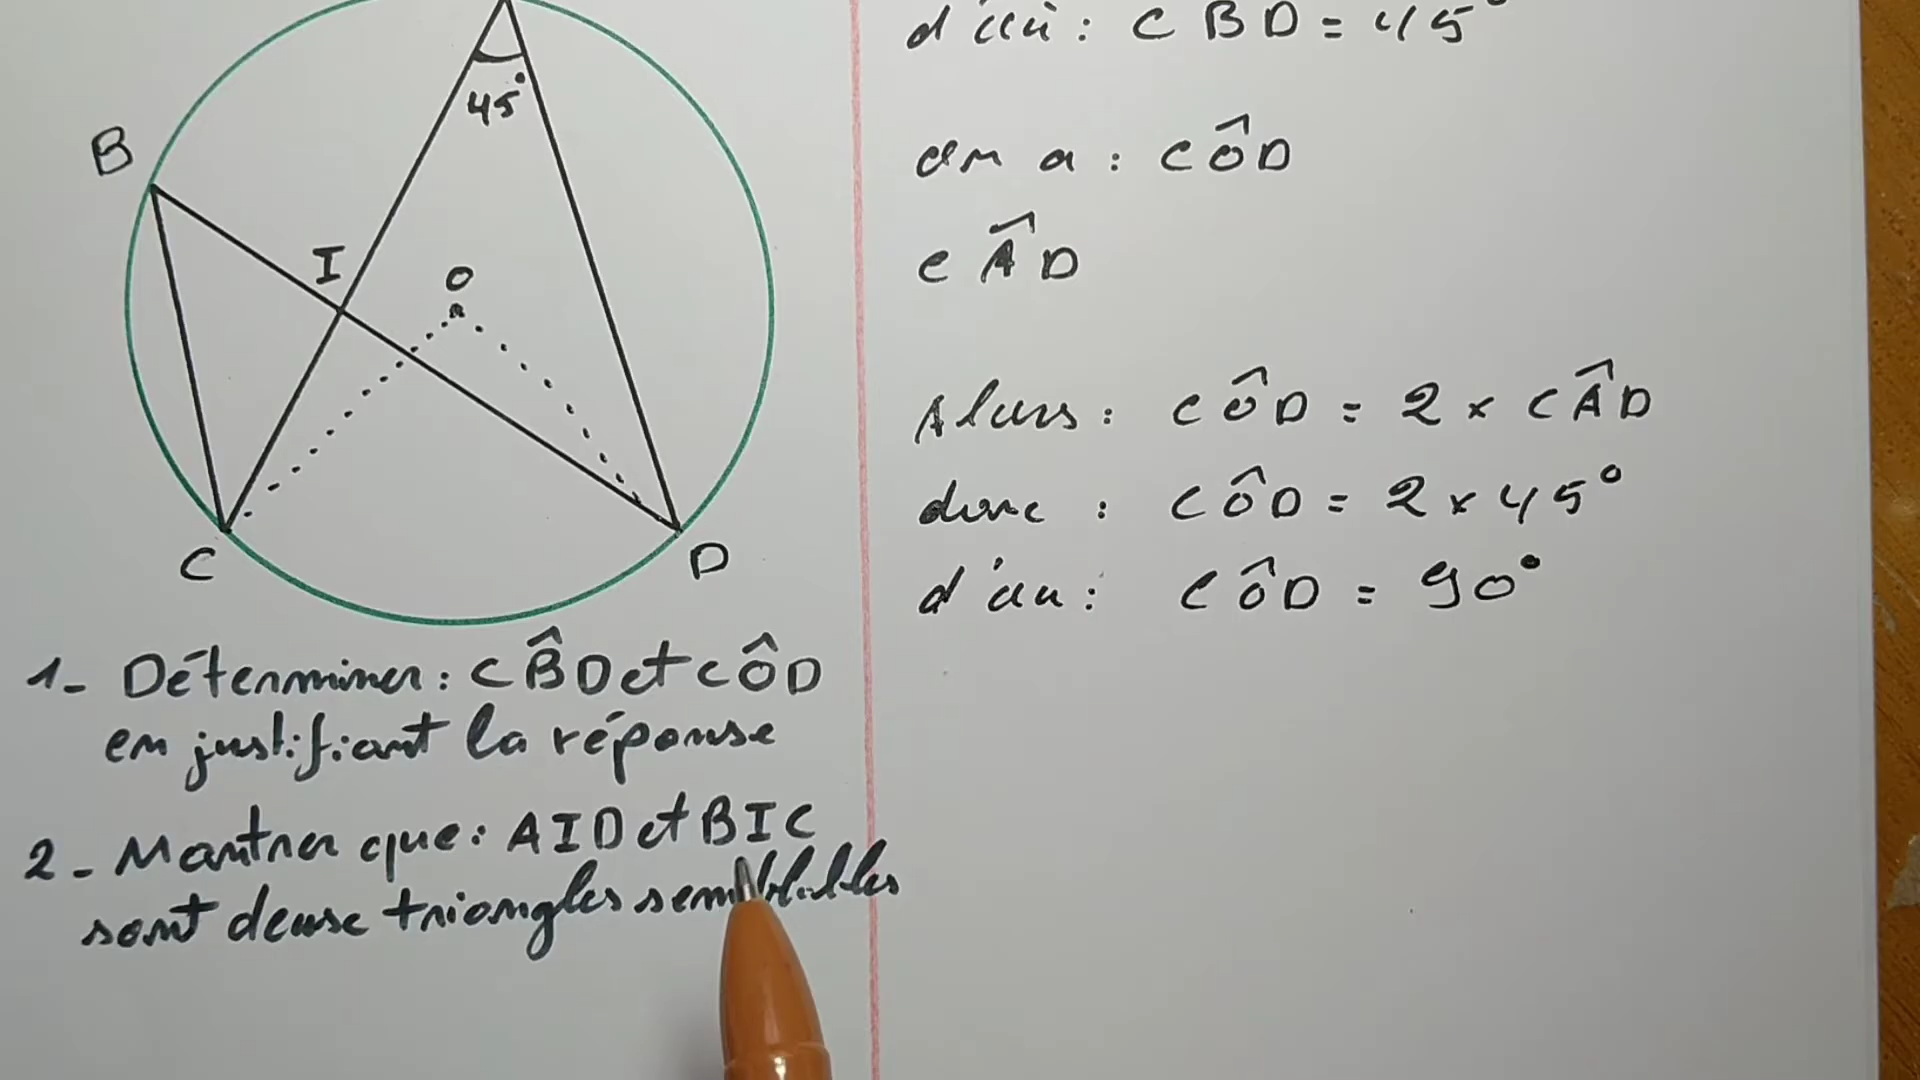 45°
B
I
O
C
D
1- Déterminer : CB̂D et CÔD
en justifiant la réponse
2- Montrer que : AID et BIC
sont deux triangles semblables
d'où : CBD = 45°
on a : CÔD
CÂD
Alors : CÔD = 2 × CÂD
donc : CÔD = 2 × 45°
d'où : CÔD = 90°